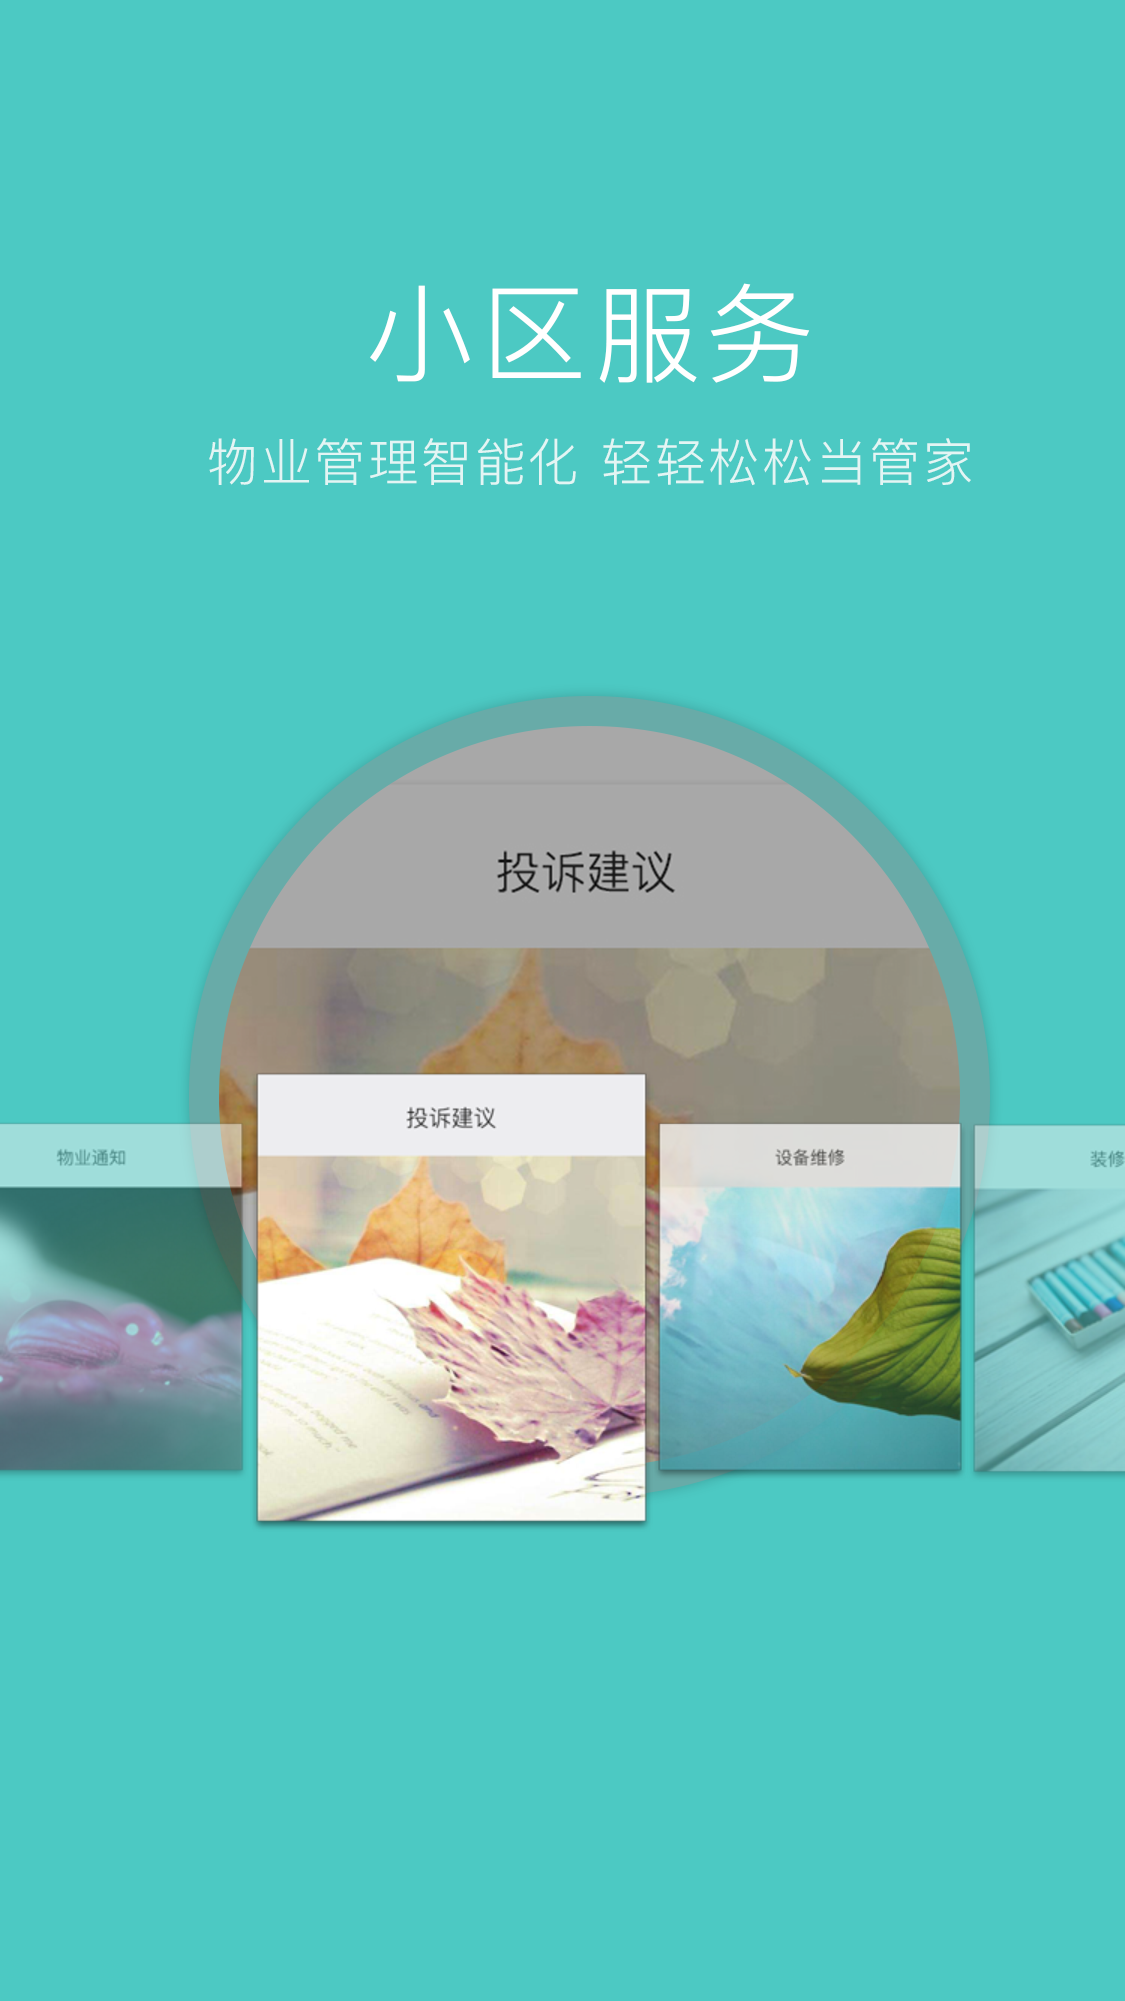 小区服务
物业管理智能化 轻轻松松当管家
投诉建议
投诉建议
物业通知
设备维修
装修